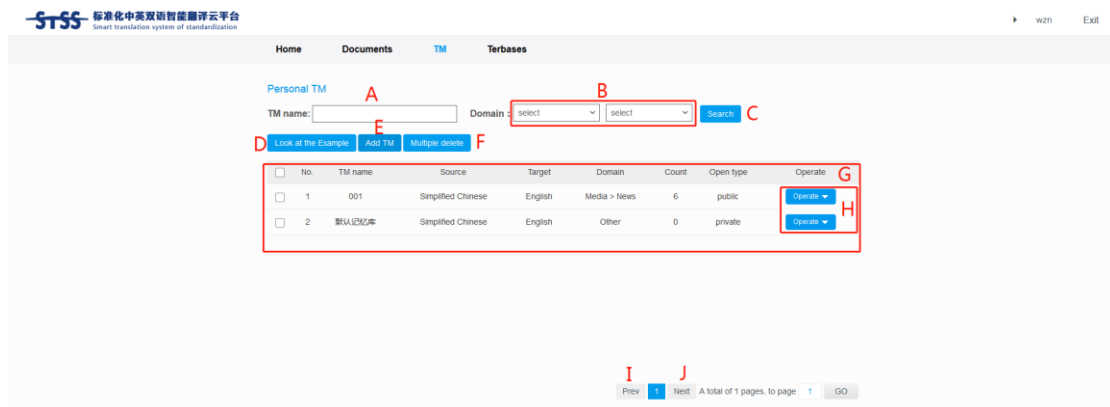 STSS 标准化中英双语智能翻译云平台
Smart translation system of standardization
wzn Exit
Home Documents TM Terbases
Personal TM
A B
TM name: Domain : select select Search C
E
D Look at the Example Add TM Multiple delete F
No. TM name Source Target Domain Count Open type Operate G
1 001 Simplified Chinese English Media > News 6 public Operate
H
2 默认记忆库 Simplified Chinese English Other 0 private Operate
I J
Prev 1 Next A total of 1 pages, to page 1 GO